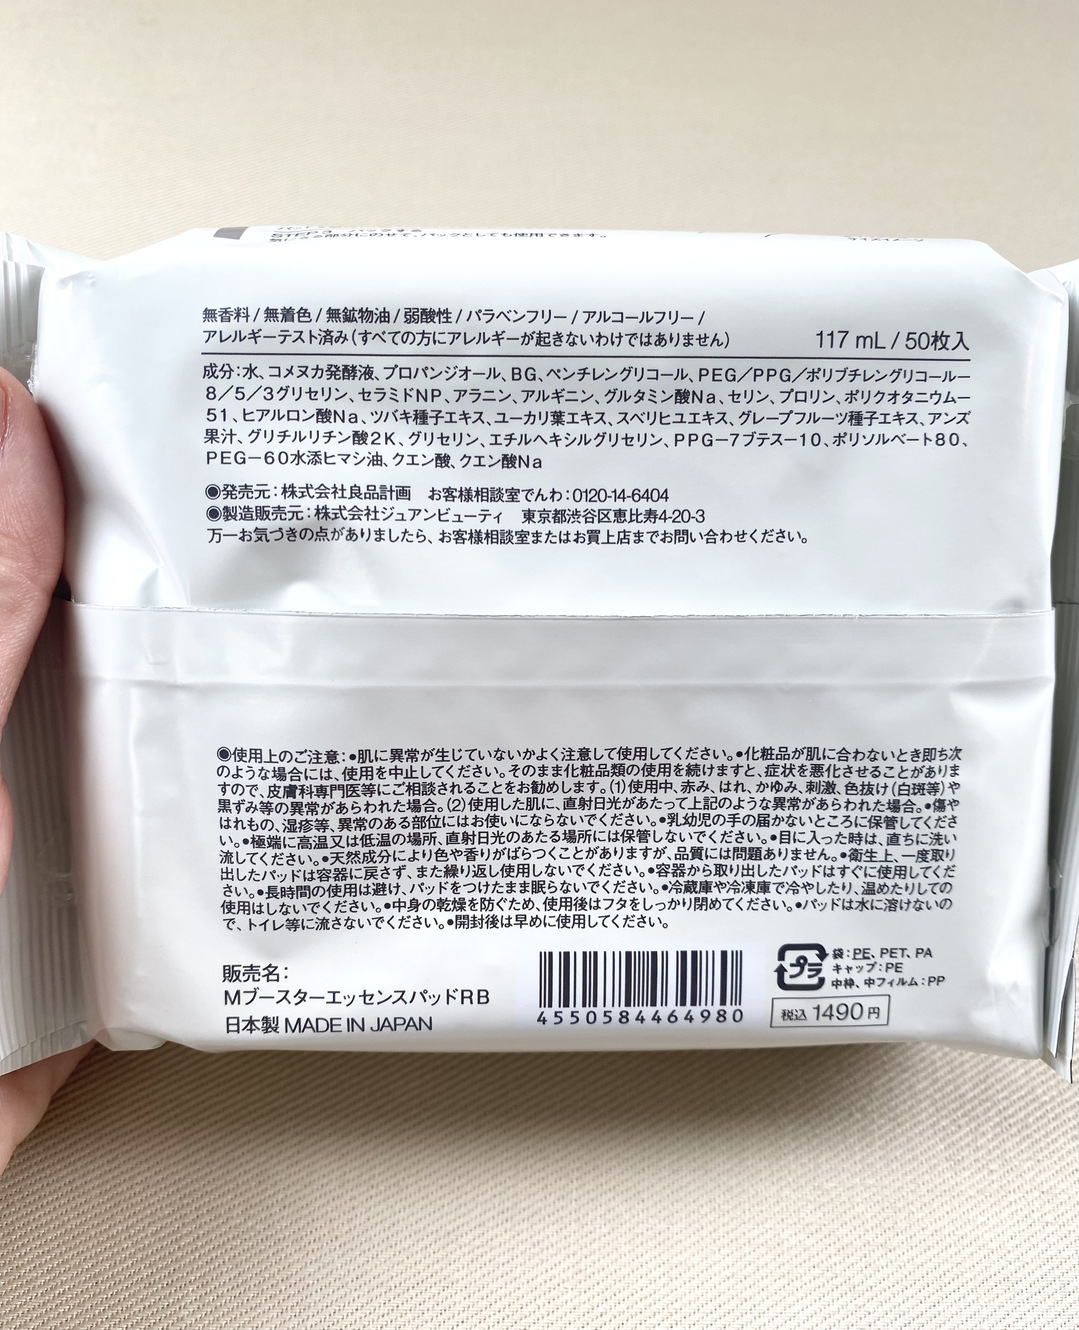 STEP3 パックする
気になる部分にのせて、パックとしても使用できます。
サイズイメージ
無香料 / 無着色 / 無鉱物油 / 弱酸性 / パラベンフリー / アルコールフリー /
アレルギーテスト済み(すべての方にアレルギーが起きないわけではありません)
117 mL / 50枚入
成分:水、コメヌカ発酵液、プロパンジオール、BG、ペンチレングリコール、PEG/PPG/ポリブチレングリコール-
8/5/3グリセリン、セラミドNP、アラニン、アルギニン、グルタミン酸Na、セリン、プロリン、ポリクオタニウム-
51、ヒアルロン酸Na、ツバキ種子エキス、ユーカリ葉エキス、スベリヒユエキス、グレープフルーツ種子エキス、アンズ
果汁、グリチルリチン酸2K、グリセリン、エチルヘキシルグリセリン、PPG-7ブテス-10、ポリソルベート80、
PEG-60水添ヒマシ油、クエン酸、クエン酸Na
◉発売元:株式会社良品計画 お客様相談室でんわ:0120-14-6404
◉製造販売元:株式会社ジュアンビューティ 東京都渋谷区恵比寿4-20-3
万一お気づきの点がありましたら、お客様相談室またはお買上店までお問い合わせください。
◉使用上のご注意:●肌に異常が生じていないかよく注意して使用してください。●化粧品が肌に合わないとき即ち次
のような場合には、使用を中止してください。そのまま化粧品類の使用を続けますと、症状を悪化させることがありま
すので、皮膚科専門医等にご相談されることをお勧めします。(1)使用中、赤み、はれ、かゆみ、刺激、色抜け(白斑等)や
黒ずみ等の異常があらわれた場合。(2)使用した肌に、直射日光があたって上記のような異常があらわれた場合。●傷や
はれもの、湿疹等、異常のある部位にはお使いにならないでください。●乳幼児の手の届かないところに保管してくださ
い。●極端に高温又は低温の場所、直射日光のあたる場所には保管しないでください。●目に入った時は、直ちに洗い
流してください。●天然成分により色や香りがばらつくことがありますが、品質には問題ありません。●衛生上、一度取り
出したパッドは容器に戻さず、また繰り返し使用しないでください。●容器から取り出したパッドはすぐに使用してくだ
さい。●長時間の使用は避け、パッドをつけたまま眠らないでください。●冷蔵庫や冷凍庫で冷やしたり、温めたりしての
使用はしないでください。●中身の乾燥を防ぐため、使用後はフタをしっかり閉めてください。●パッドは水に溶けないの
で、トイレ等に流さないでください。●開封後は早めに使用してください。
販売名:
MブースターエッセンスパッドRB
日本製 MADE IN JAPAN
4550584464980
プラ
袋:PE、PET、PA
キャップ:PE
中枠、中フィルム:PP
税込 1490円